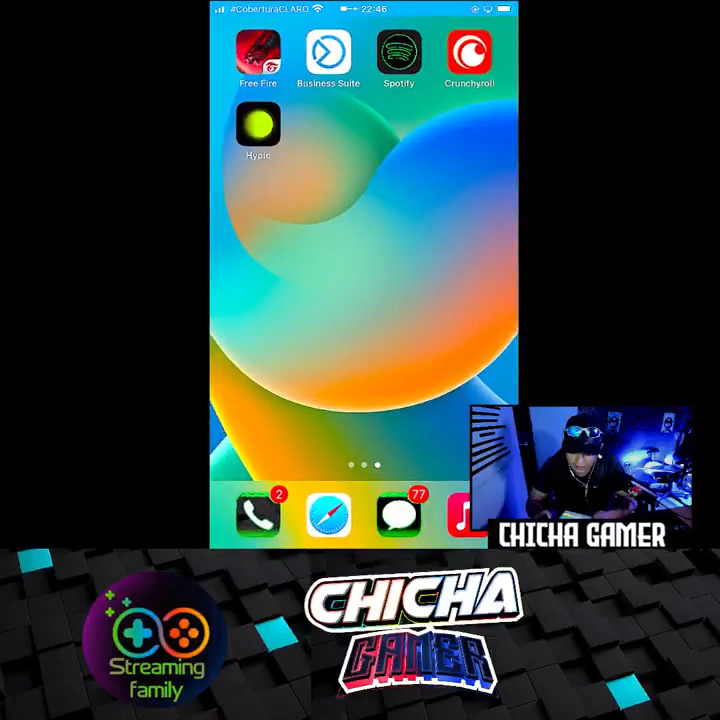 #CoberturaCLARO
22:46
Free Fire
Business Suite
Spotify
Crunchyroll
Hypic
2
77
CHICHA GAMER
CHICHA
GAMER
Streaming
family